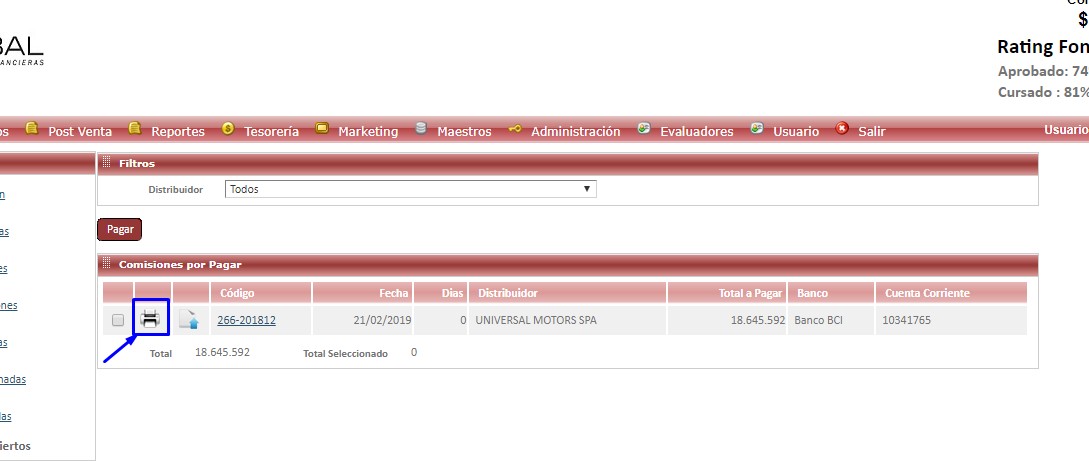 $
BAL
Rating Fon
ANCIERAS
Aprobado: 74
Cursado : 81%
os Post Venta Reportes Tesorería Marketing Maestros Administración Evaluadores Usuario Salir Usuario
Filtros
Distribuidor Todos
Pagar
Comisiones por Pagar
Código Fecha Dias Distribuidor Total a Pagar Banco Cuenta Corriente
266-201812 21/02/2019 0 UNIVERSAL MOTORS SPA 18.645.592 Banco BCI 10341765
Total 18.645.592 Total Seleccionado 0
n
as
es
ones
as
nadas
das
iertos